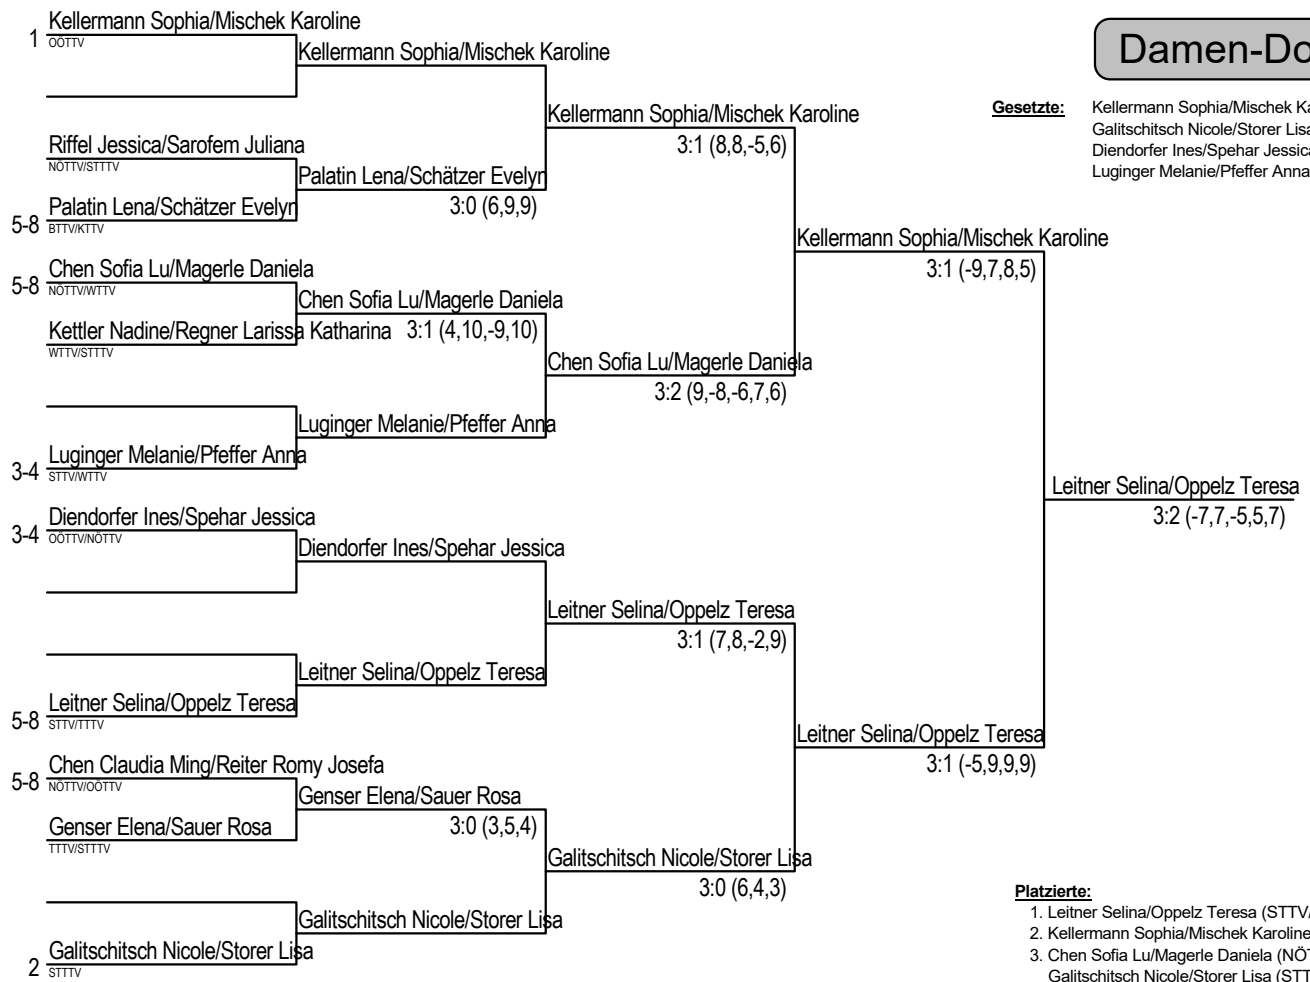 Damen-Do
Gesetzte:
Kellermann Sophia/Mischek Ka
Galitschitsch Nicole/Storer Lisa
Diendorfer Ines/Spehar Jessica
Luginger Melanie/Pfeffer Anna
1 Kellermann Sophia/Mischek Karoline
OÖTTV
Riffel Jessica/Sarofem Juliana
NÖTTV/STTTV
5-8 Palatin Lena/Schätzer Evelyn
BTTV/KTTV
5-8 Chen Sofia Lu/Magerle Daniela
NÖTTV/WTTV
Kettler Nadine/Regner Larissa Katharina
WTTV/STTTV
3-4 Luginger Melanie/Pfeffer Anna
STTV/WTTV
3-4 Diendorfer Ines/Spehar Jessica
OÖTTV/NÖTTV
5-8 Leitner Selina/Oppelz Teresa
STTV/TTTV
5-8 Chen Claudia Ming/Reiter Romy Josefa
NÖTTV/OÖTTV
Genser Elena/Sauer Rosa
TTTV/STTTV
2 Galitschitsch Nicole/Storer Lisa
STTTV
Kellermann Sophia/Mischek Karoline
Palatin Lena/Schätzer Evelyn
3:0 (6,9,9)
Chen Sofia Lu/Magerle Daniela
3:1 (4,10,-9,10)
Luginger Melanie/Pfeffer Anna
Diendorfer Ines/Spehar Jessica
Leitner Selina/Oppelz Teresa
Genser Elena/Sauer Rosa
3:0 (3,5,4)
Galitschitsch Nicole/Storer Lisa
Kellermann Sophia/Mischek Karoline
3:1 (8,8,-5,6)
Chen Sofia Lu/Magerle Daniela
3:2 (9,-8,-6,7,6)
Leitner Selina/Oppelz Teresa
3:1 (7,8,-2,9)
Galitschitsch Nicole/Storer Lisa
3:0 (6,4,3)
Kellermann Sophia/Mischek Karoline
3:1 (-9,7,8,5)
Leitner Selina/Oppelz Teresa
3:1 (-5,9,9,9)
Leitner Selina/Oppelz Teresa
3:2 (-7,7,-5,5,7)
Platzierte:
1. Leitner Selina/Oppelz Teresa (STTV/
2. Kellermann Sophia/Mischek Karoline
3. Chen Sofia Lu/Magerle Daniela (NÖT
Galitschitsch Nicole/Storer Lisa (STT